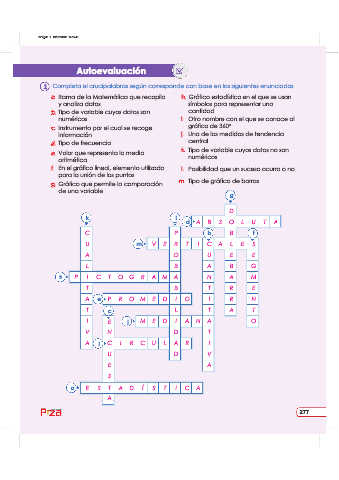 Autoevaluación
1. Completa el crucipalabras según corresponde con base en los siguientes enunciados
a. Rama de la Matemática que recopila
y analiza datos
b. Tipo de variable cuyos datos son
numéricos
c. Instrumento por el cual se recoge
información
d. Tipo de frecuencia
e. Valor que representa la media
aritmética
f. En el gráfico lineal, elemento utilizado
para la unión de los puntos
g. Gráfico que permite la comparación
de una variable
h. Gráfico estadístico en el que se usan
símbolos para representar una
cantidad
i. Otro nombre con el que se conoce al
gráfico de 360°
j. Una de las medidas de tendencia
central
k. Tipo de variable cuyos datos no son
numéricos
l. Posibilidad que un suceso ocurra o no
m. Tipo de gráfico de barras
g
D
k l d A B S O L U T A
C P b B f
U m V E R T I C A L E S
A O U E E
L B A B G
P I C T O G R A M A N A M
T B T R E
A e P R O M E D I O I R N
T c L T A T
I E j M E D I A N A O
V N D T
A i C I R C U L A R I
U D V
E A
S
a E S T A D Í S T I C A
A
277